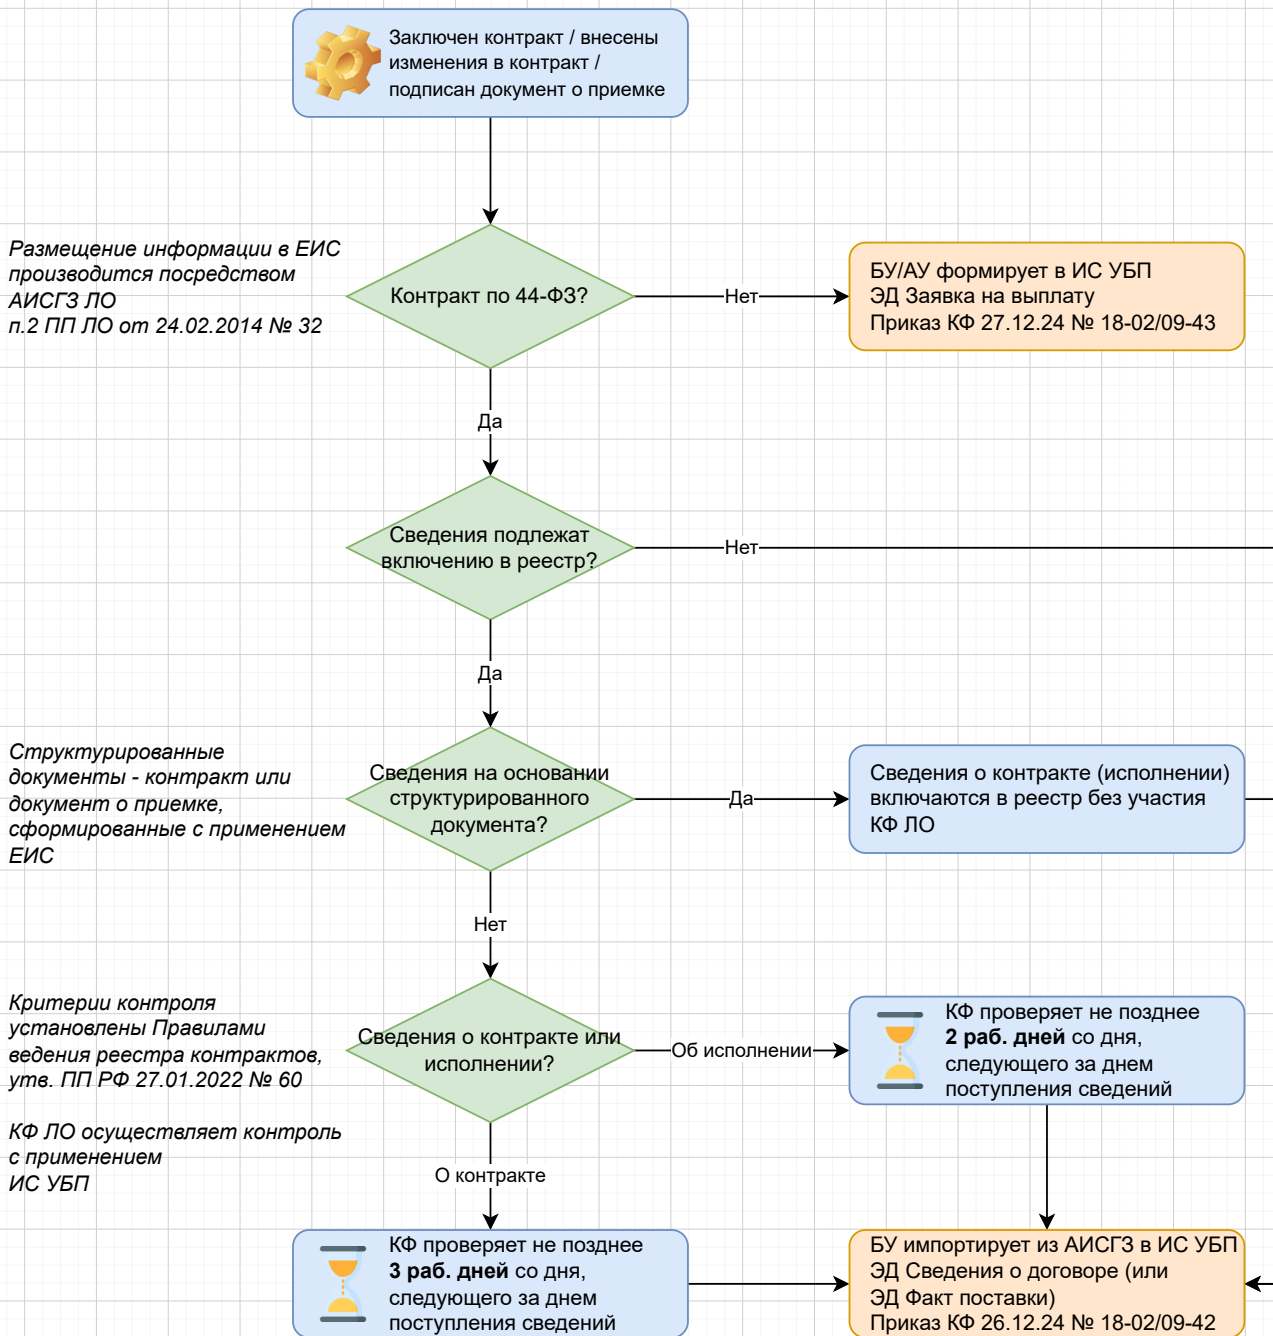 Заключен контракт / внесены
изменения в контракт /
подписан документ о приемке
Размещение информации в ЕИС
производится посредством
АИСГЗ ЛО
п.2 ПП ЛО от 24.02.2014 № 32
Контракт по 44-ФЗ?
Нет
БУ/АУ формирует в ИС УБП
ЭД Заявка на выплату
Приказ КФ 27.12.24 № 18-02/09-43
Да
Сведения подлежат
включению в реестр?
Нет
Да
Структурированные
документы - контракт или
документ о приемке,
сформированные с применением
ЕИС
Сведения на основании
структурированного
документа?
Да
Сведения о контракте (исполнении)
включаются в реестр без участия
КФ ЛО
Нет
Критерии контроля
установлены Правилами
ведения реестра контрактов,
утв. ПП РФ 27.01.2022 № 60
КФ ЛО осуществляет контроль
с применением
ИС УБП
Сведения о контракте или
исполнении?
Об исполнении
КФ проверяет не позднее
2 раб. дней со дня,
следующего за днем
поступления сведений
О контракте
КФ проверяет не позднее
3 раб. дней со дня,
следующего за днем
поступления сведений
БУ импортирует из АИСГЗ в ИС УБП
ЭД Сведения о договоре (или
ЭД Факт поставки)
Приказ КФ 26.12.24 № 18-02/09-42